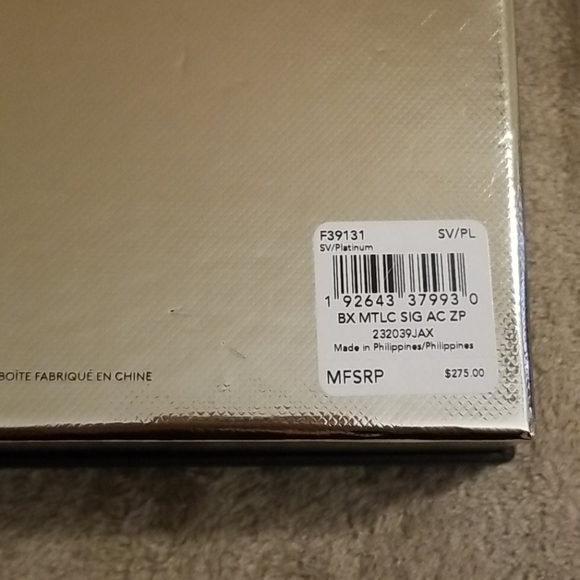 F39131 SV/PL
SV/Platinum
1 92643 37993 0
BX MTLC SIG AC ZP
232039JAX
Made in Philippines/Philippines
MFSRP $275.00
BOÎTE FABRIQUÉ EN CHINE